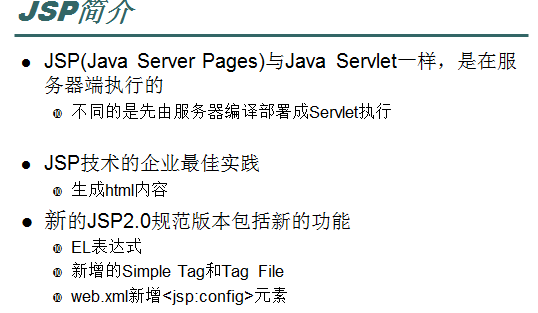 JSP简介
JSP(Java Server Pages)与Java Servlet一样，是在服
务器端执行的
不同的是先由服务器编译部署成Servlet执行
JSP技术的企业最佳实践
生成html内容
新的JSP2.0规范版本包括新的功能
EL表达式
新增的Simple Tag和Tag File
web.xml新增<jsp:config>元素